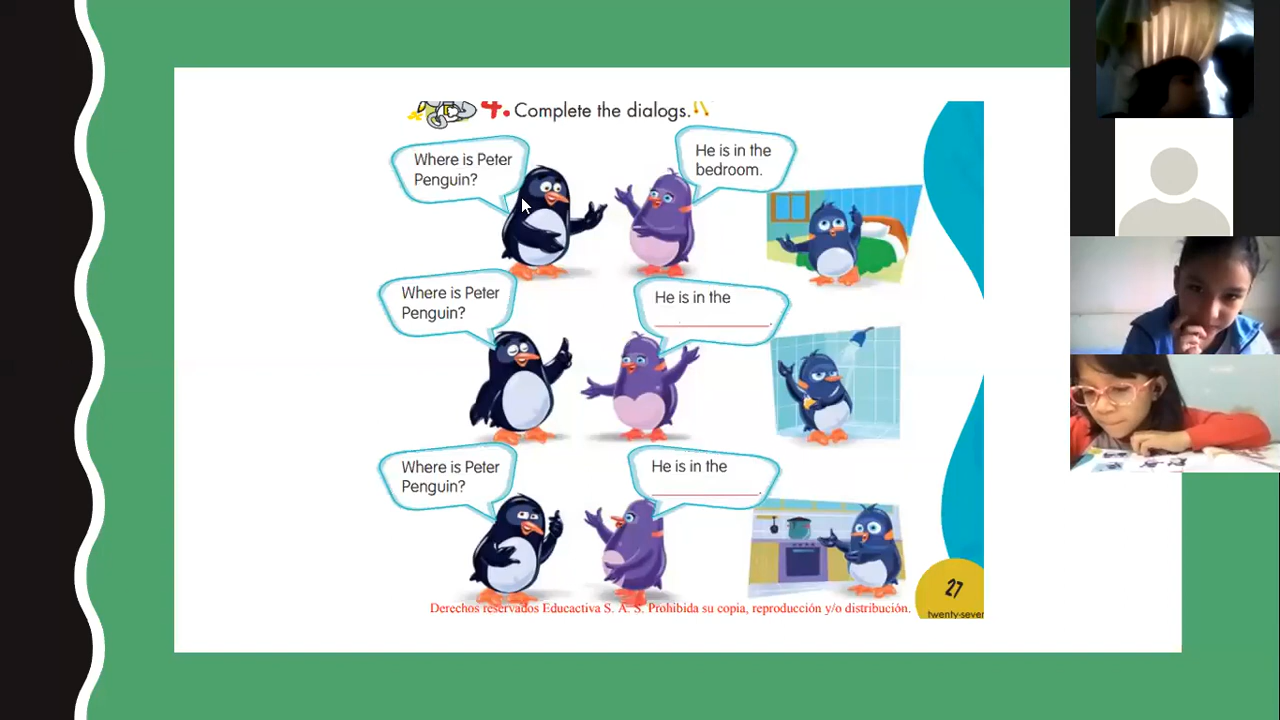 4. Complete the dialogs.
Where is Peter
Penguin?
He is in the
bedroom.
Where is Peter
Penguin?
He is in the
____________.
Where is Peter
Penguin?
He is in the
____________.
27
twenty-seven
Derechos reservados Educactiva S. A. S. Prohibida su copia, reproducción y/o distribución.